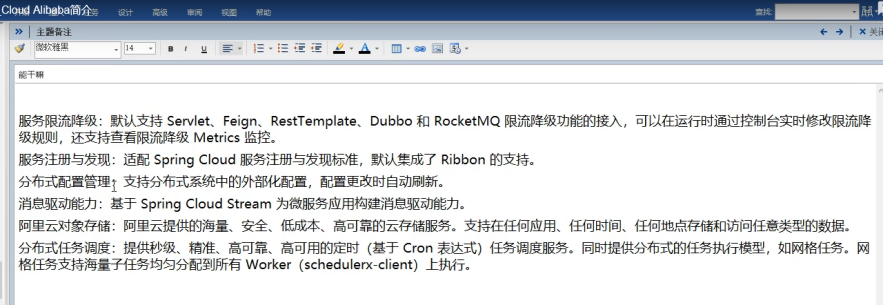 Cloud Alibaba简介
任务 设计 高级 审阅 视图 帮助 查找:
主题备注 关闭
微软雅黑 14 B I U A
能干嘛
服务限流降级：默认支持 Servlet、Feign、RestTemplate、Dubbo 和 RocketMQ 限流降级功能的接入，可以在运行时通过控制台实时修改限流降
级规则，还支持查看限流降级 Metrics 监控。
服务注册与发现：适配 Spring Cloud 服务注册与发现标准，默认集成了 Ribbon 的支持。
分布式配置管理：支持分布式系统中的外部化配置，配置更改时自动刷新。
消息驱动能力：基于 Spring Cloud Stream 为微服务应用构建消息驱动能力。
阿里云对象存储：阿里云提供的海量、安全、低成本、高可靠的云存储服务。支持在任何应用、任何时间、任何地点存储和访问任意类型的数据。
分布式任务调度：提供秒级、精准、高可靠、高可用的定时（基于 Cron 表达式）任务调度服务。同时提供分布式的任务执行模型，如网格任务。网
格任务支持海量子任务均匀分配到所有 Worker（schedulerx-client）上执行。